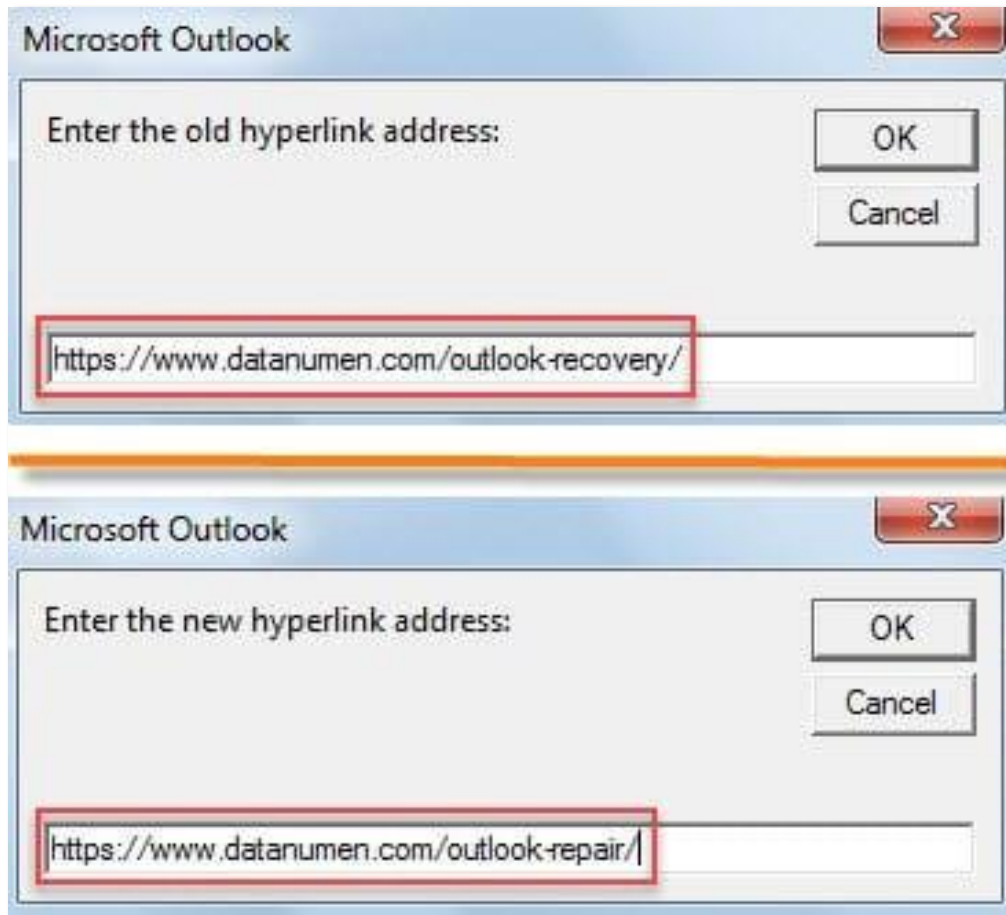 Microsoft Outlook
Enter the old hyperlink address:
OK
Cancel
https://www.datanumen.com/outlook-recovery/
Microsoft Outlook
Enter the new hyperlink address:
OK
Cancel
https://www.datanumen.com/outlook-repair/